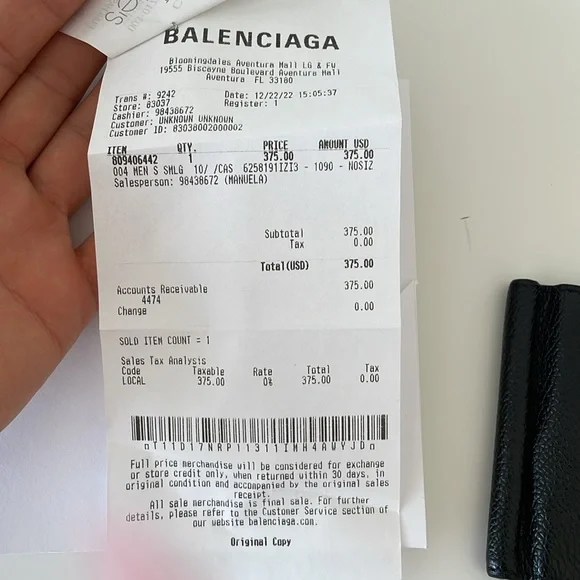 BALENCIAGA
Bloomingdales Aventura Mall LG & FW
19555 Biscayne Boulevard Aventura Mall
Aventura FL 33180
Trans #: 9242 Date: 12/22/22 15:05:37
Store: 83037 Register: 1
Cashier: 98438672
Customer: UNKNOWN UNKNOWN
Customer ID: 83038002000002
ITEM QTY. PRICE AMOUNT USD
809406442 1 375.00 375.00
004 MEN S SMLG 10/ /CAS 6258191IZI3 - 1090 - NOSIZ
Salesperson: 98438672 (MANUELA)
Subtotal 375.00
Tax 0.00
Total(USD) 375.00
Accounts Receivable 375.00
4474
Change 0.00
SOLD ITEM COUNT = 1
Sales Tax Analysis
Code Taxable Rate Total Tax
LOCAL 375.00 0% 375.00 0.00
Full price merchandise will be considered for exchange
or store credit only, when returned within 30 days, in
original condition and accompanied by the original sales
receipt.
All sale merchandise is final sale. For further
details, please refer to the Customer Service section of
our website balenciaga.com.
Original Copy